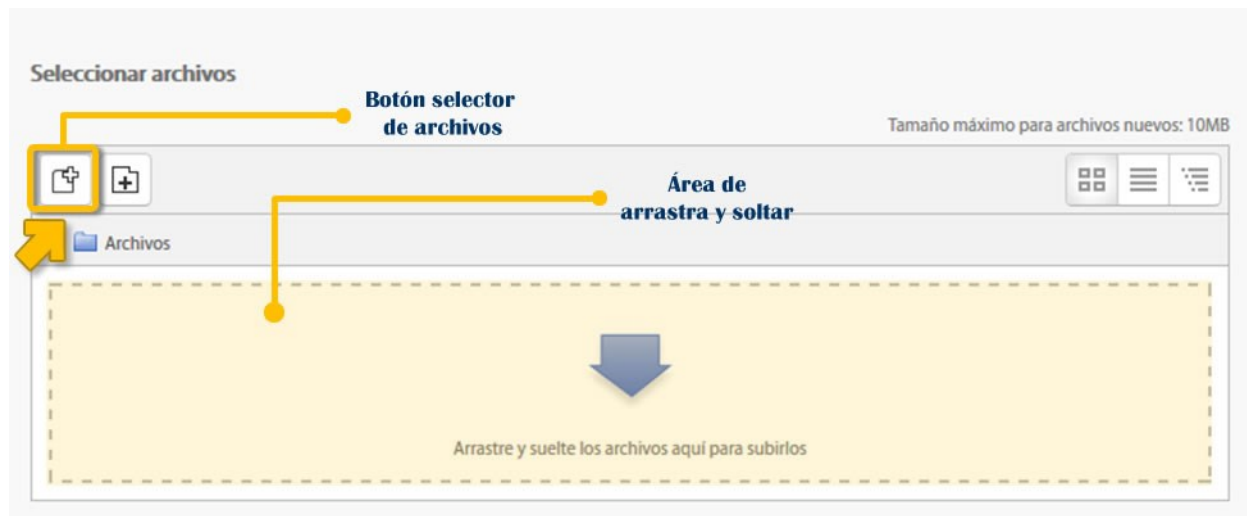 Seleccionar archivos
Botón selector
de archivos
Tamaño máximo para archivos nuevos: 10MB
Área de
arrastra y soltar
Archivos
Arrastre y suelte los archivos aquí para subirlos